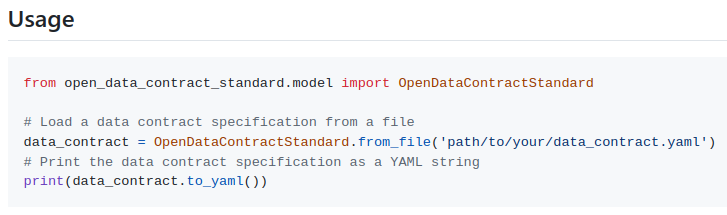 Usage
from open_data_contract_standard.model import OpenDataContractStandard
# Load a data contract specification from a file
data_contract = OpenDataContractStandard.from_file('path/to/your/data_contract.yaml')
# Print the data contract specification as a YAML string
print(data_contract.to_yaml())